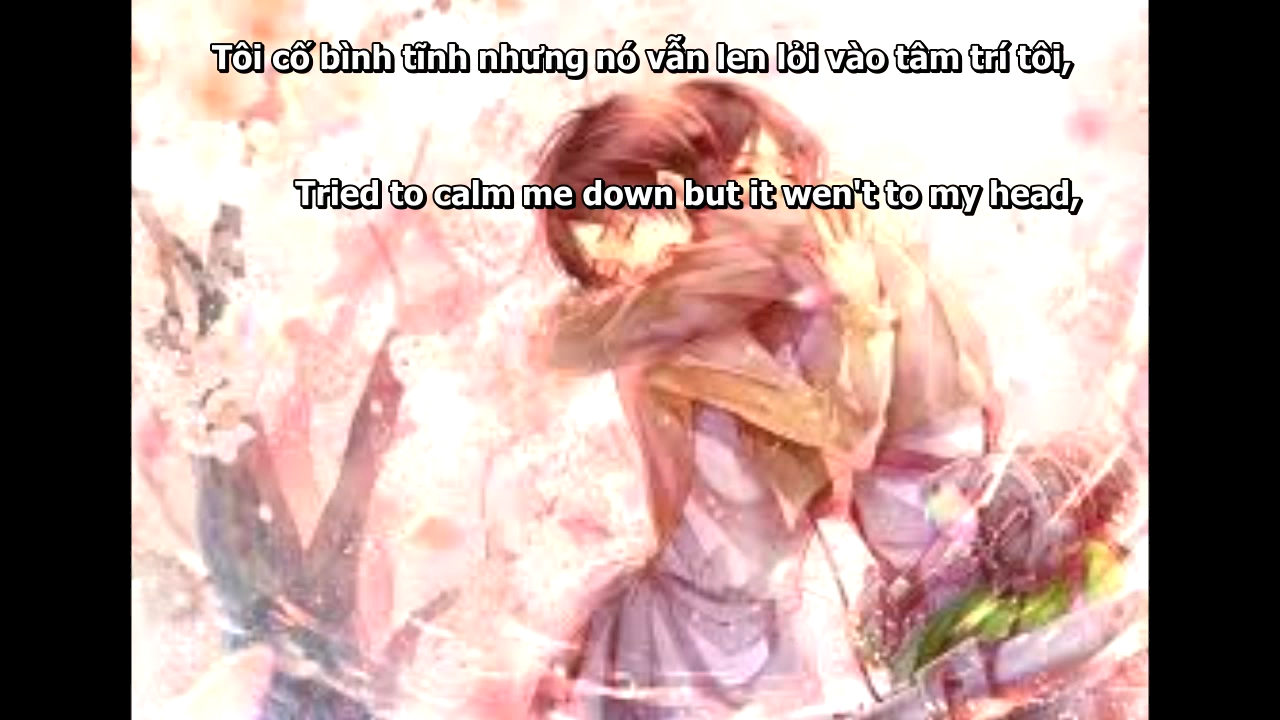 Tôi cố bình tĩnh nhưng nó vẫn len lỏi vào tâm trí tôi,
Tried to calm me down but it wen't to my head,